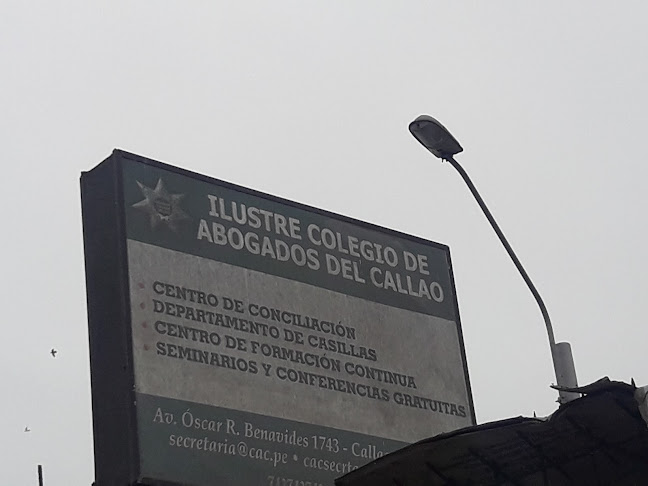 ILUSTRE COLEGIO DE
ABOGADOS DEL CALLAO
CENTRO DE CONCILIACIÓN
DEPARTAMENTO DE CASILLAS
CENTRO DE FORMACIÓN CONTINUA
SEMINARIOS Y CONFERENCIAS GRATUITAS
Av. Óscar R. Benavides 1743 - Calla
secretaria@cac.pe •